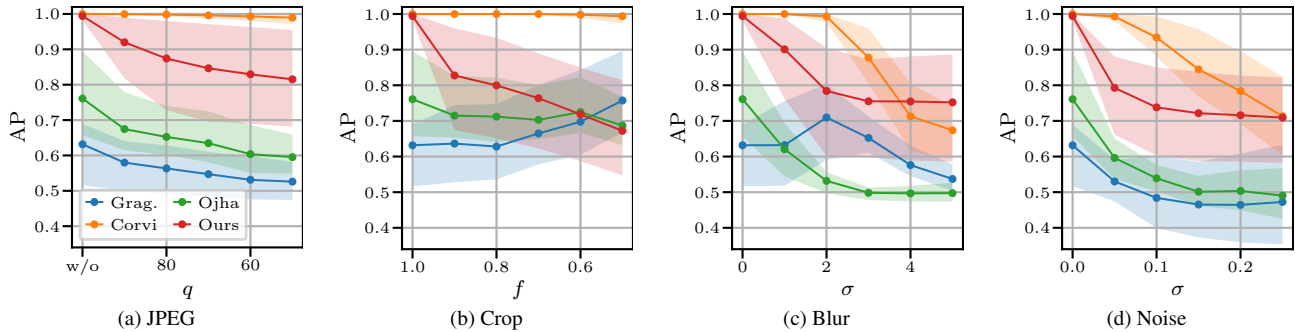 1.0
0.9
0.8
0.7
0.6
0.5
0.4
AP
Grag.
Corvi
Ojha
Ours
w/o 80 60
q
(a) JPEG
1.0
0.9
0.8
0.7
0.6
0.5
0.4
AP
1.0 0.8 0.6
f
(b) Crop
1.0
0.9
0.8
0.7
0.6
0.5
0.4
AP
0 2 4
σ
(c) Blur
1.0
0.9
0.8
0.7
0.6
0.5
0.4
AP
0.0 0.1 0.2
σ
(d) Noise